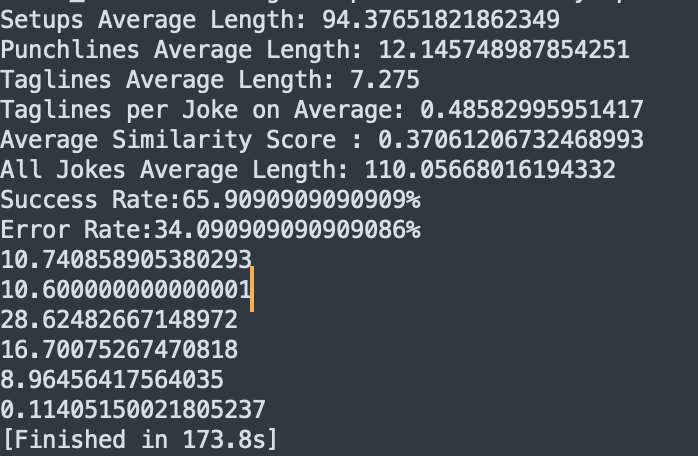 Setups Average Length: 94.37651821862349
Punchlines Average Length: 12.145748987854251
Taglines Average Length: 7.275
Taglines per Joke on Average: 0.48582995951417
Average Similarity Score : 0.37061206732468993
All Jokes Average Length: 110.05668016194332
Success Rate:65.9090909090909%
Error Rate:34.090909090909086%
10.740858905380293
10.600000000000001
28.62482667148972
16.70075267470818
8.96456417564035
0.11405150021805237
[Finished in 173.8s]